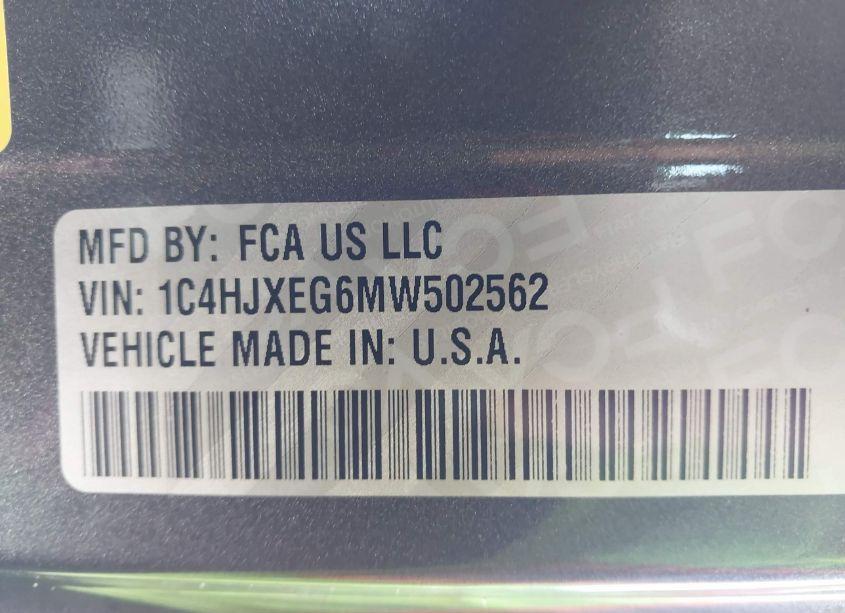 MFD BY: FCA US LLC
VIN: 1C4HJXEG6MW502562
VEHICLE MADE IN: U.S.A.